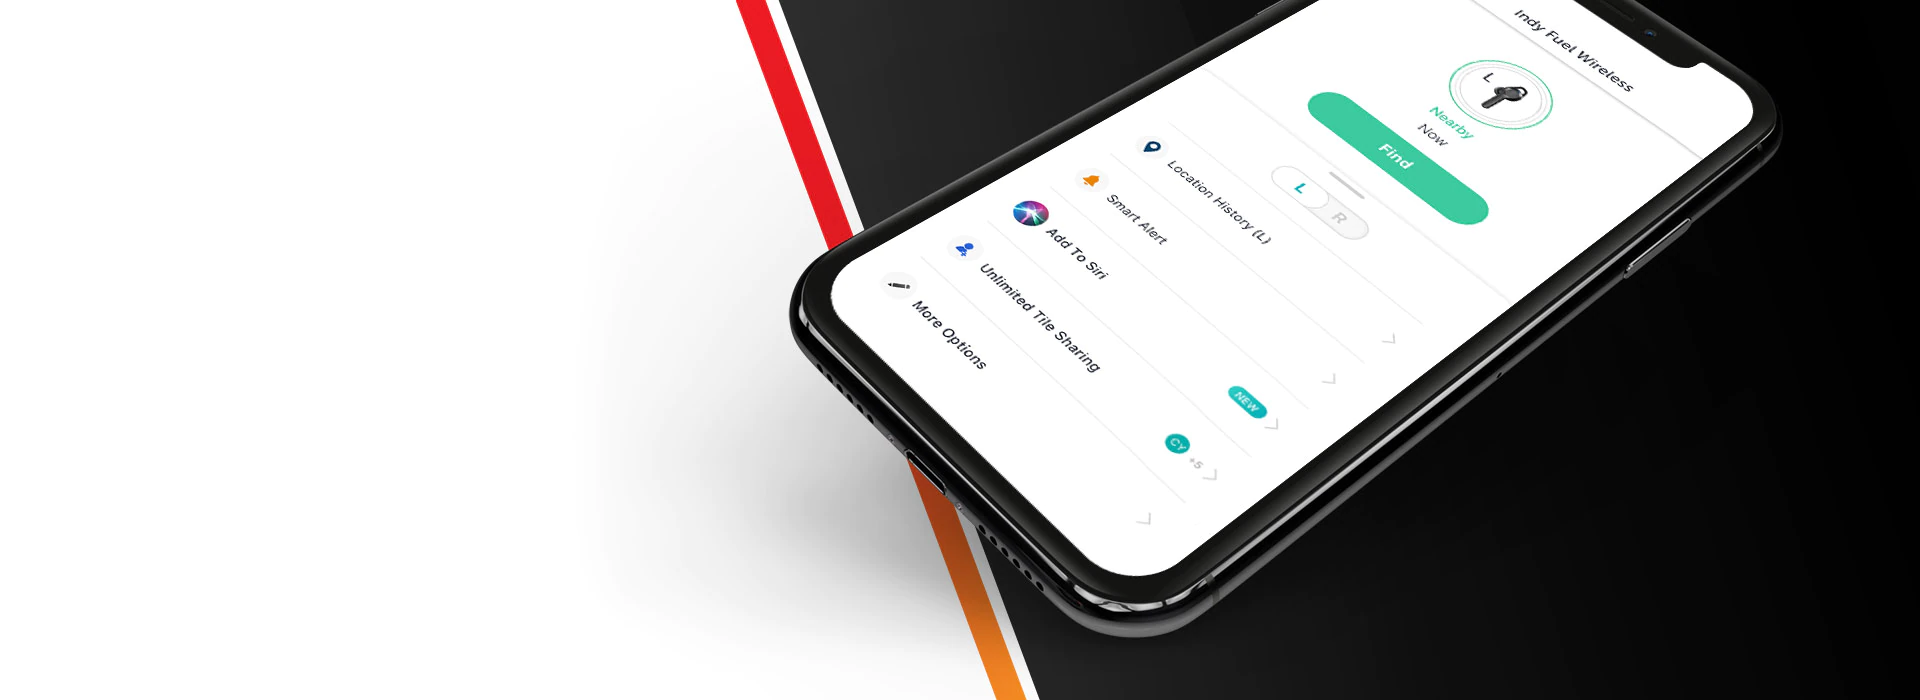 Indy Fuel Wireless
L
Nearby
Now
Find
L R
Location History (L)
Smart Alert
Add To Siri
NEW
Unlimited Tile Sharing
CY +5
More Options